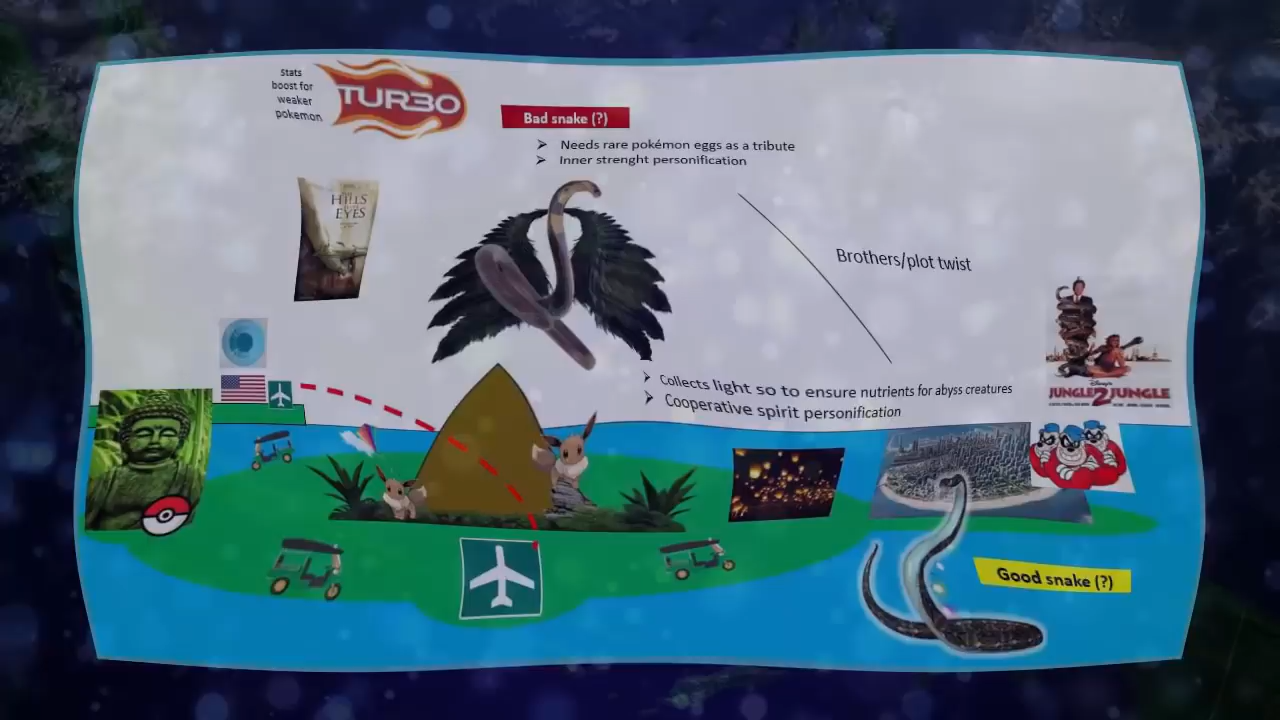 Stats
boost for
weaker
pokemon
TURBO
Bad snake (?)
Needs rare pokémon eggs as a tribute
Inner strenght personification
HILLS
EYES
Brothers/plot twist
Collects light so to ensure nutrients for abyss creatures
Cooperative spirit personification
Disney's
JUNGLE 2 JUNGLE
Good snake (?)